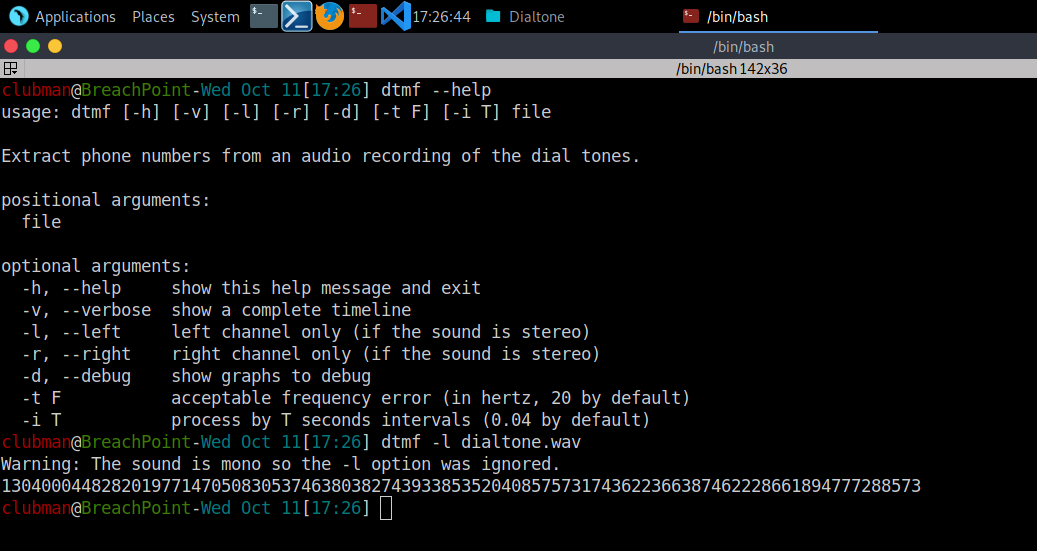 Applications Places System 17:26:44 Dialtone /bin/bash
/bin/bash
/bin/bash 142x36
clubman@BreachPoint-Wed Oct 11[17:26] dtmf --help
usage: dtmf [-h] [-v] [-l] [-r] [-d] [-t F] [-i T] file
Extract phone numbers from an audio recording of the dial tones.
positional arguments:
file
optional arguments:
-h, --help show this help message and exit
-v, --verbose show a complete timeline
-l, --left left channel only (if the sound is stereo)
-r, --right right channel only (if the sound is stereo)
-d, --debug show graphs to debug
-t F acceptable frequency error (in hertz, 20 by default)
-i T process by T seconds intervals (0.04 by default)
clubman@BreachPoint-Wed Oct 11[17:26] dtmf -l dialtone.wav
Warning: The sound is mono so the -l option was ignored.
13040004482820197714705083053746380382743933853520408575731743622366387462228661894777288573
clubman@BreachPoint-Wed Oct 11[17:26]